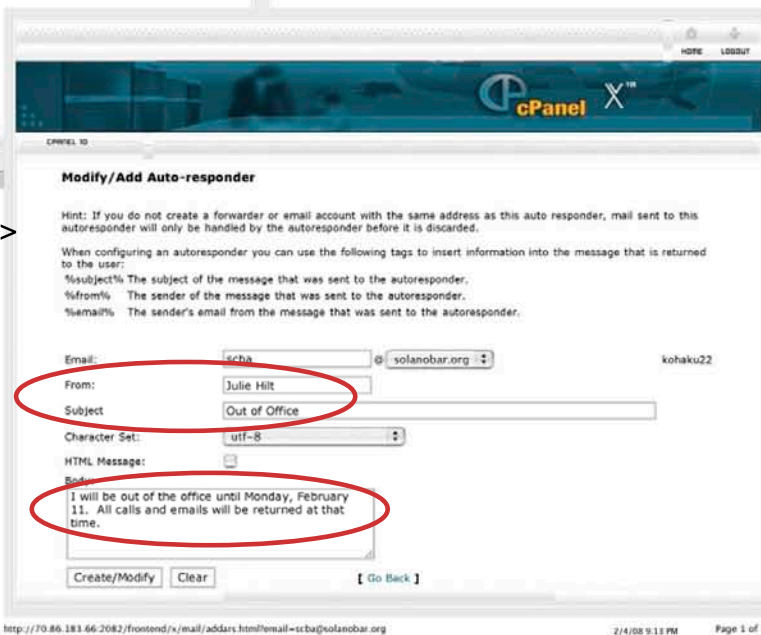 HOME LOGOUT
cPanel X™
CPANEL 10
Modify/Add Auto-responder
>
Hint: If you do not create a forwarder or email account with the same address as this auto responder, mail sent to this
autoresponder will only be handled by the autoresponder before it is discarded.
When configuring an autoresponder you can use the following tags to insert information into the message that is returned
to the user:
%subject% The subject of the message that was sent to the autoresponder.
%from% The sender of the message that was sent to the autoresponder.
%email% The sender's email from the message that was sent to the autoresponder.
Email: scba @ solanobar.org kohaku22
From: Julie Hilt
Subject Out of Office
Character Set: utf-8
HTML Message:
Body:
I will be out of the office until Monday, February
11. All calls and emails will be returned at that
time.
Create/Modify Clear [ Go Back ]
http://70.86.183.66:2082/frontend/x/mail/addars.html?email=scba@solanobar.org 2/4/08 9:13 PM Page 1 of